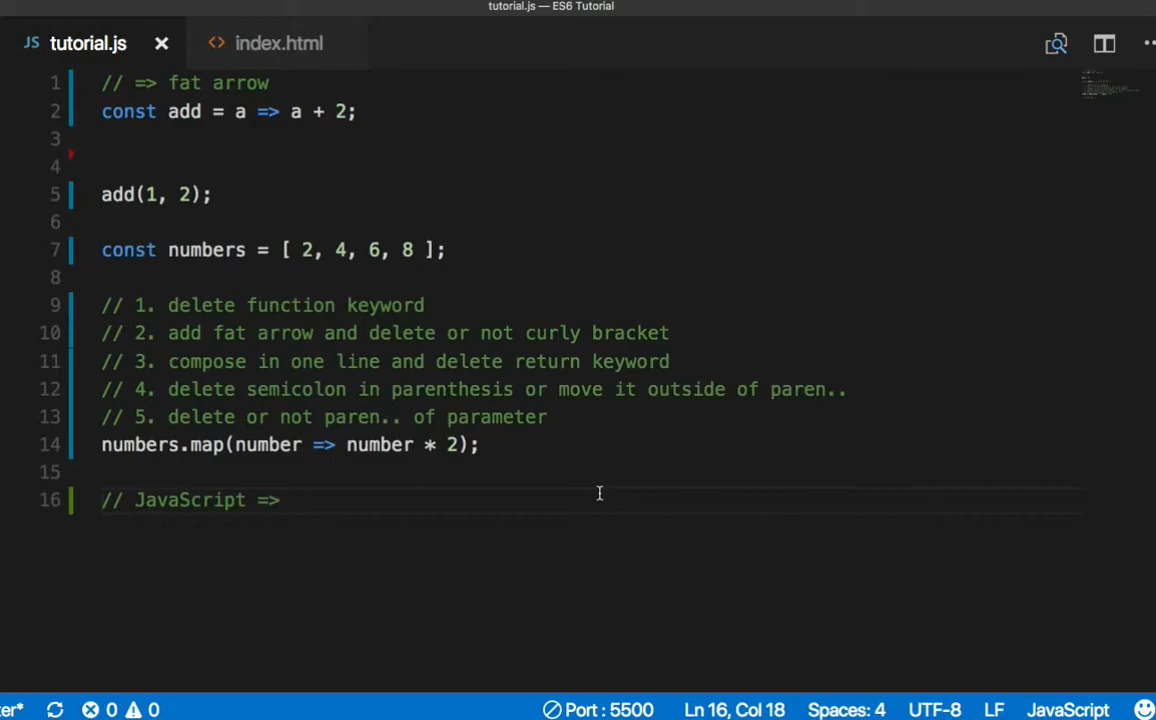 tutorial.js — ES6 Tutorial
JS tutorial.js × <> index.html
1 // => fat arrow
2 const add = a => a + 2;
3
4
5 add(1, 2);
6
7 const numbers = [ 2, 4, 6, 8 ];
8
9 // 1. delete function keyword
10 // 2. add fat arrow and delete or not curly bracket
11 // 3. compose in one line and delete return keyword
12 // 4. delete semicolon in parenthesis or move it outside of paren..
13 // 5. delete or not paren.. of parameter
14 numbers.map(number => number * 2);
15
16 // JavaScript =>
ter* 0 0 Port : 5500 Ln 16, Col 18 Spaces: 4 UTF-8 LF JavaScript